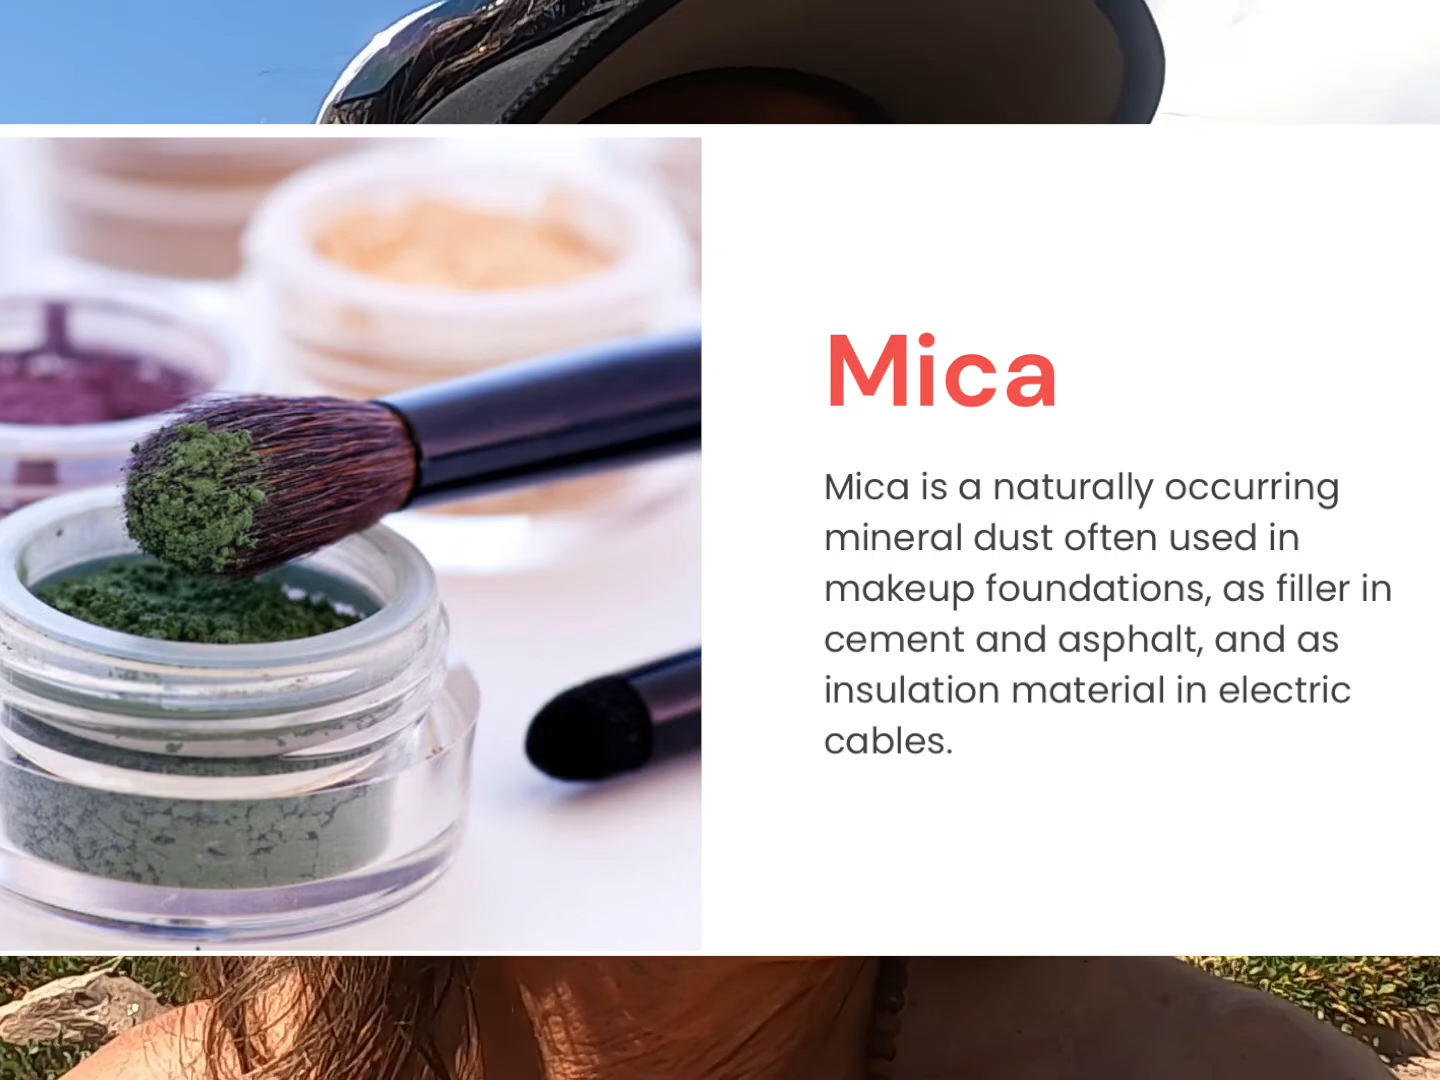 Mica
Mica is a naturally occurring
mineral dust often used in
makeup foundations, as filler in
cement and asphalt, and as
insulation material in electric
cables.